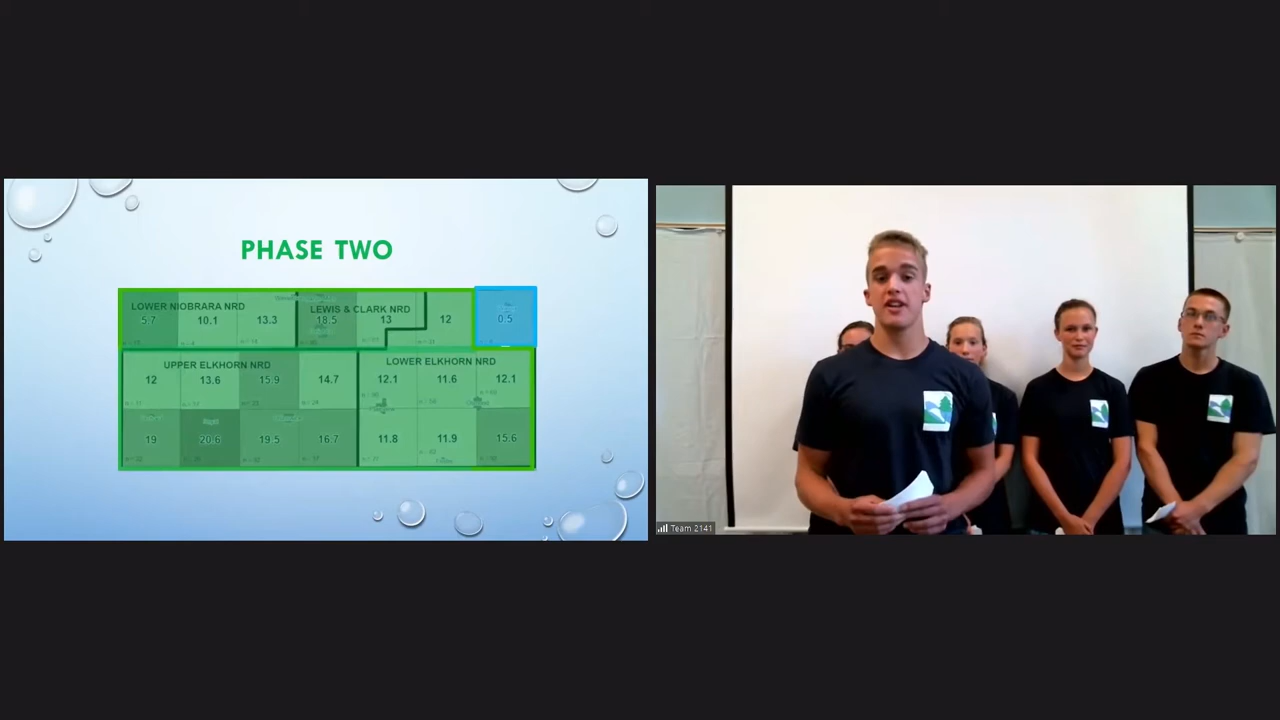 PHASE TWO
LOWER NIOBRARA NRD
LEWIS & CLARK NRD
5.7 10.1 13.3 18.5 13 12 0.5
UPPER ELKHORN NRD
LOWER ELKHORN NRD
12 13.6 15.9 14.7 12.1 11.6 12.1
19 20.6 19.5 16.7 11.8 11.9 15.6
Team 2141